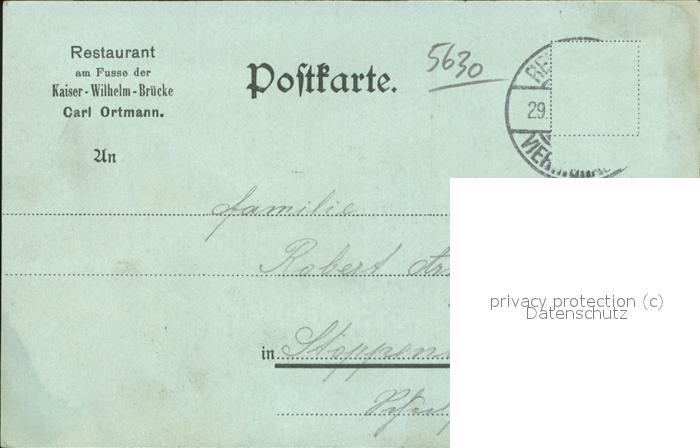 Restaurant
am Fusse der
Kaiser-Wilhelm-Brücke
Carl Ortmann.
Postkarte.
5630
29.
An
Familie
Robert
in
privacy protection (c)
Datenschutz